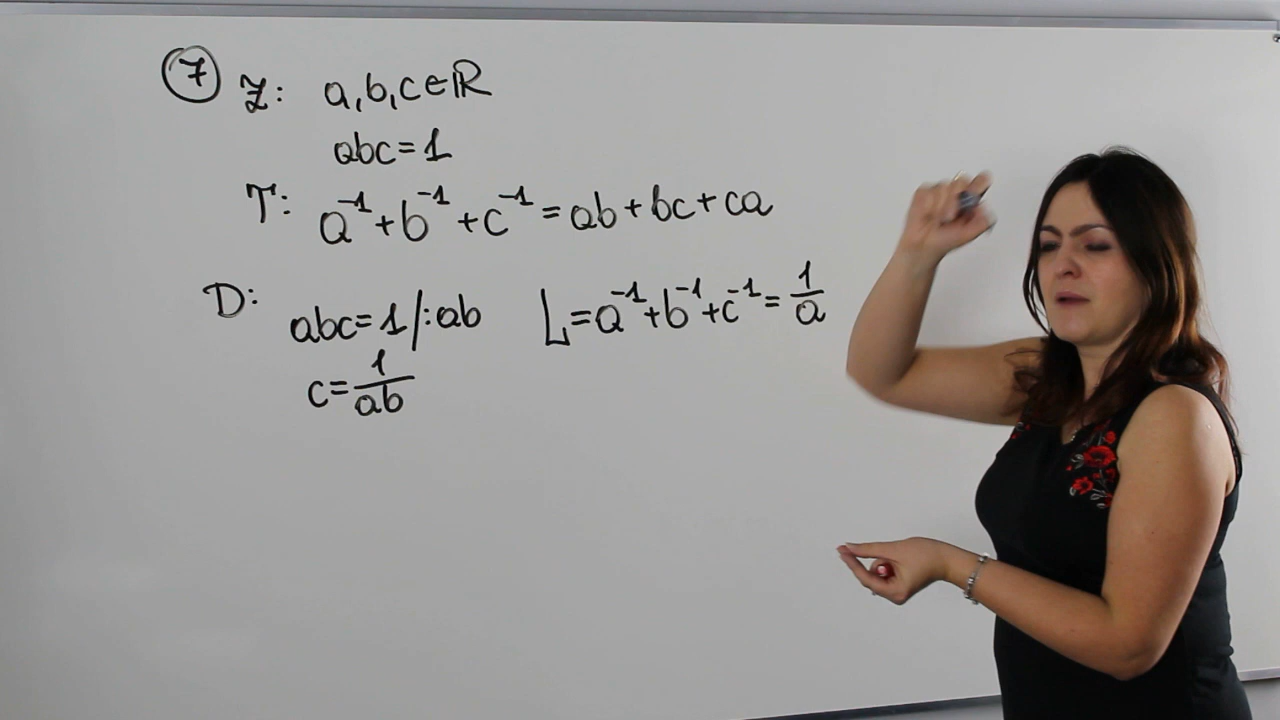 7 Z: a,b,c∈ℝ
abc=1
T: a⁻¹+b⁻¹+c⁻¹=ab+bc+ca
D: abc=1/:ab L=a⁻¹+b⁻¹+c⁻¹=1/a
c=1/ab